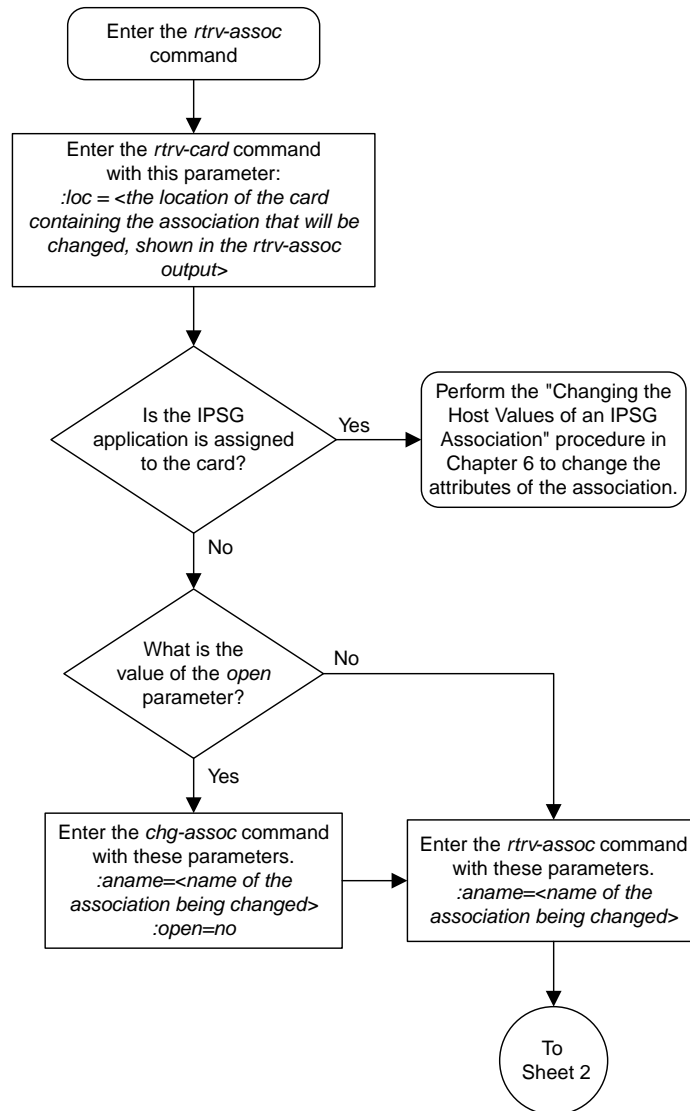 Enter the rtrv-assoc
command
Enter the rtrv-card command
with this parameter:
:loc = <the location of the card
containing the association that will be
changed, shown in the rtrv-assoc
output>
Is the IPSG
application is assigned
to the card?
Yes
Perform the "Changing the
Host Values of an IPSG
Association" procedure in
Chapter 6 to change the
attributes of the association.
No
What is the
value of the open
parameter?
No
Yes
Enter the chg-assoc command
with these parameters.
:aname=<name of the
association being changed>
:open=no
Enter the rtrv-assoc command
with these parameters.
:aname=<name of the
association being changed>
To
Sheet 2